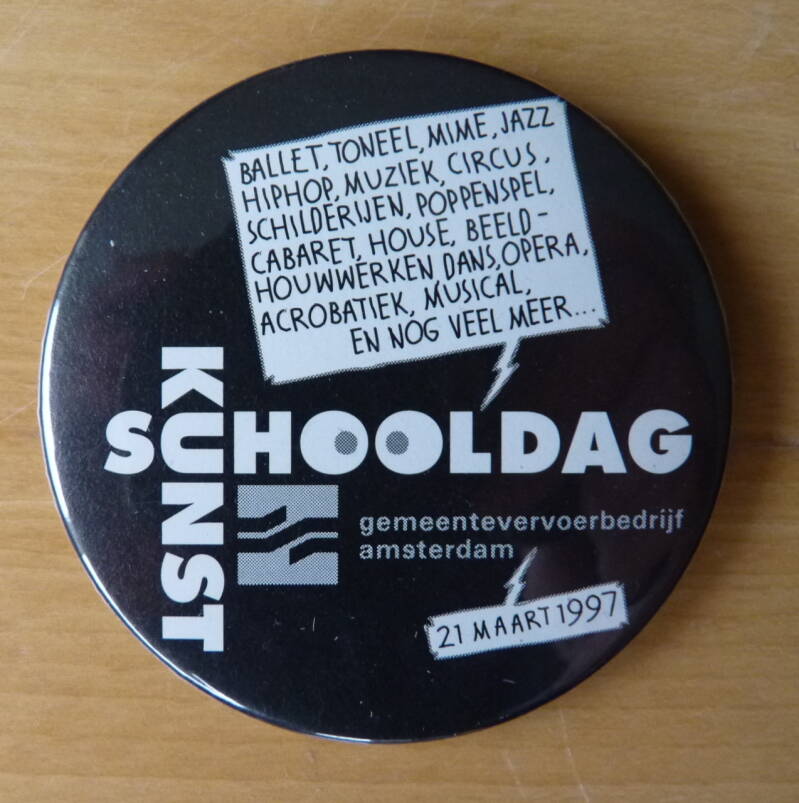 BALLET, TONEEL, MIME, JAZZ
HIPHOP, MUZIEK, CIRCUS,
SCHILDERIJEN, POPPENSPEL,
CABARET, HOUSE, BEELD-
HOUWWERKEN DANS, OPERA,
ACROBATIEK, MUSICAL,
EN NOG VEEL MEER...
KUNST
SCHOOLDAG
gemeentevervoerbedrijf
amsterdam
21 MAART 1997